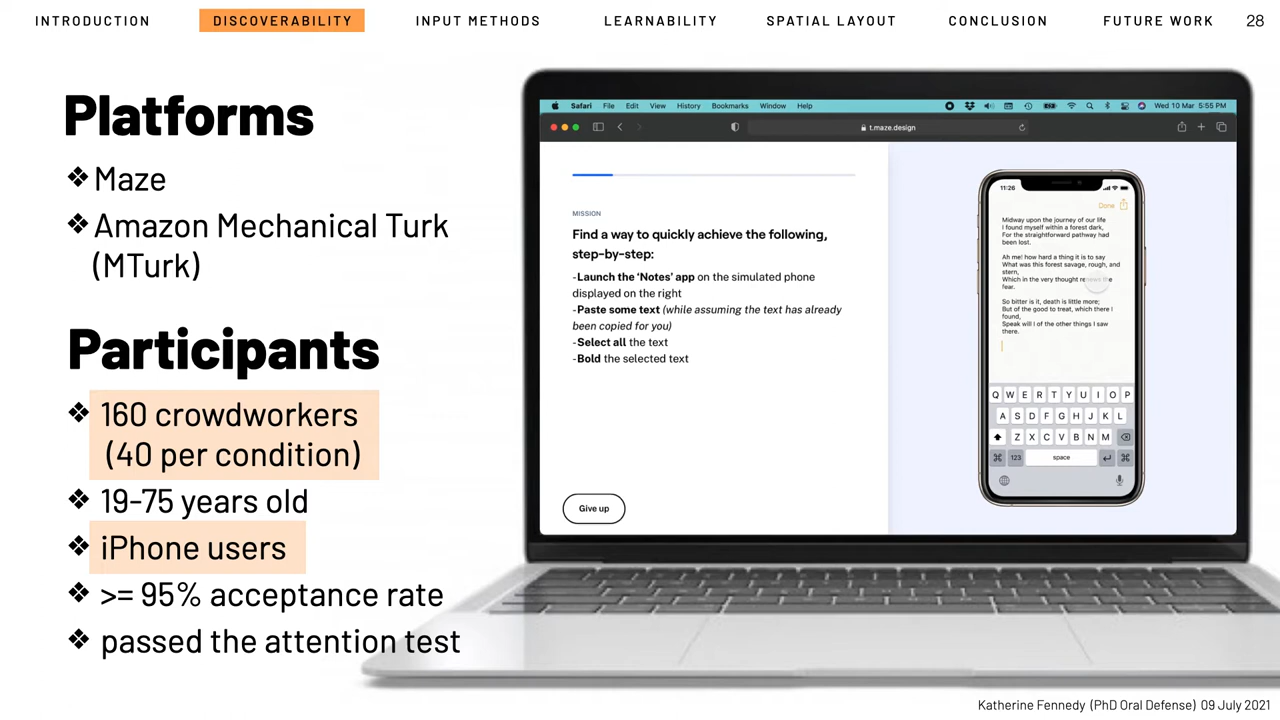 INTRODUCTION DISCOVERABILITY INPUT METHODS LEARNABILITY SPATIAL LAYOUT CONCLUSION FUTURE WORK 28
Platforms
❖ Maze
❖ Amazon Mechanical Turk
(MTurk)
Participants
❖ 160 crowdworkers
(40 per condition)
❖ 19-75 years old
❖ iPhone users
❖ >= 95% acceptance rate
❖ passed the attention test
Safari File Edit View History Bookmarks Window Help Wed 10 Mar 5:55 PM
t.maze.design
MISSION
Find a way to quickly achieve the following,
step-by-step:
-Launch the ‘Notes’ app on the simulated phone
displayed on the right
-Paste some text (while assuming the text has already
been copied for you)
-Select all the text
-Bold the selected text
Give up
11:26
Done
Midway upon the journey of our life
I found myself within a forest dark,
For the straightforward pathway had
been lost.
Ah me! how hard a thing it is to say
What was this forest savage, rough, and
stern,
Which in the very thought renews the
fear.
So bitter is it, death is little more;
But of the good to treat, which there I
found,
Speak will I of the other things I saw
there.
Q W E R T Y U I O P
A S D F G H J K L
Z X C V B N M
⌘ 123 space ⌘
Katherine Fennedy (PhD Oral Defense) 09 July 2021